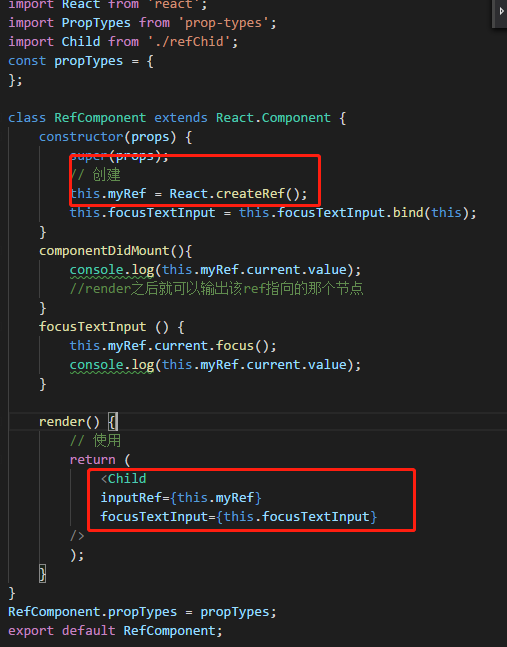 import React from 'react';
import PropTypes from 'prop-types';
import Child from './refChid';
const propTypes = {
};
class RefComponent extends React.Component {
constructor(props) {
super(props);
// 创建
this.myRef = React.createRef();
this.focusTextInput = this.focusTextInput.bind(this);
}
componentDidMount(){
console.log(this.myRef.current.value);
//render之后就可以输出该ref指向的那个节点
}
focusTextInput () {
this.myRef.current.focus();
console.log(this.myRef.current.value);
}
render() {
// 使用
return (
<Child
inputRef={this.myRef}
focusTextInput={this.focusTextInput}
/>
);
}
}
RefComponent.propTypes = propTypes;
export default RefComponent;